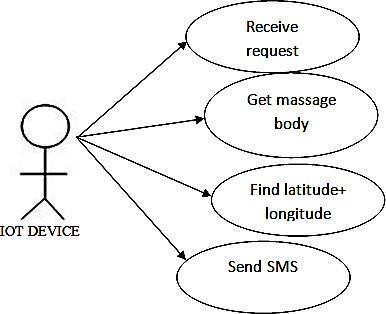 Receive
request
Get massage
body
Find latitude+
longitude
IOT DEVICE
Send SMS